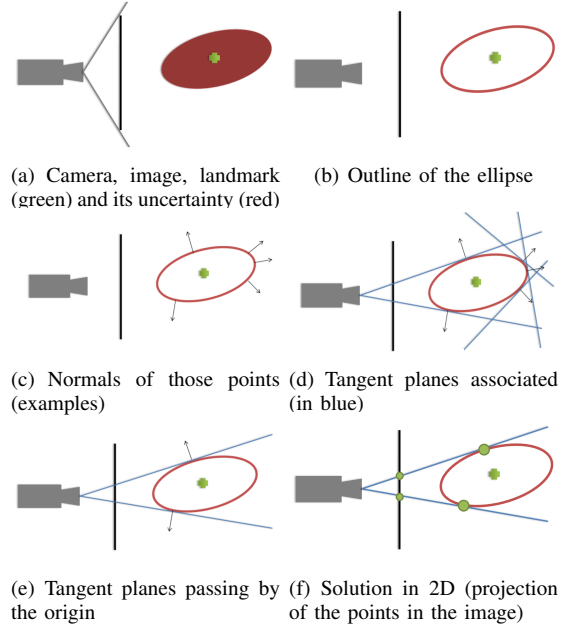 (a) Camera, image, landmark
(green) and its uncertainty (red)
(b) Outline of the ellipse
(c) Normals of those points
(examples)
(d) Tangent planes associated
(in blue)
(e) Tangent planes passing by
the origin
(f) Solution in 2D (projection
of the points in the image)